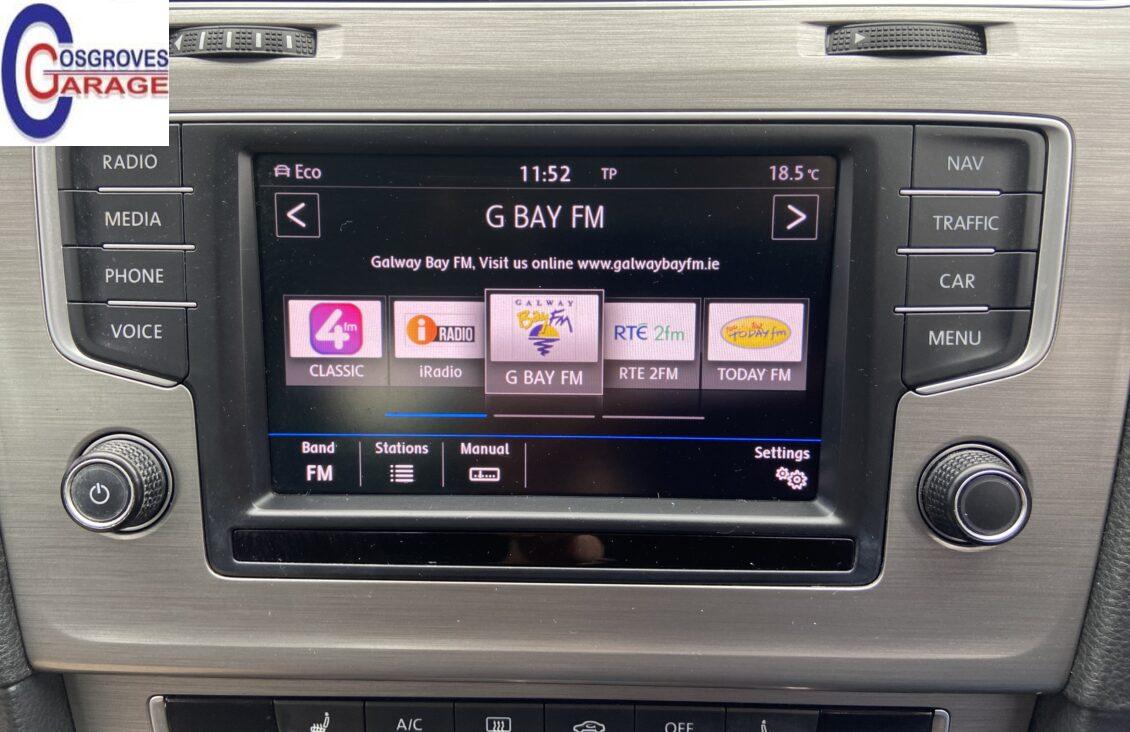 COSGROVES
GARAGE
RADIO
MEDIA
PHONE
VOICE
Eco
11:52
TP
18.5°C
<
G BAY FM
>
Galway Bay FM, Visit us online www.galwaybayfm.ie
4fm
i RADIO
GALWAY
Bay FM
RTÉ 2fm
TODAY fm
CLASSIC
iRadio
G BAY FM
RTE 2FM
TODAY FM
Band
FM
Stations
Manual
Settings
NAV
TRAFFIC
CAR
MENU
A/C
OFF